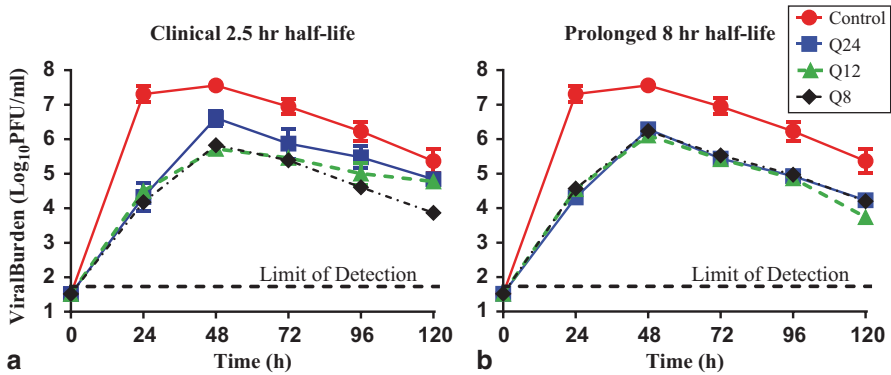 Clinical 2.5 hr half-life
ViralBurden (Log10PFU/ml)
8
7
6
5
4
3
2
1
Limit of Detection
0 24 48 72 96 120
Time (h)
a
Prolonged 8 hr half-life
Control
Q24
Q12
Q8
8
7
6
5
4
3
2
1
Limit of Detection
0 24 48 72 96 120
Time (h)
b